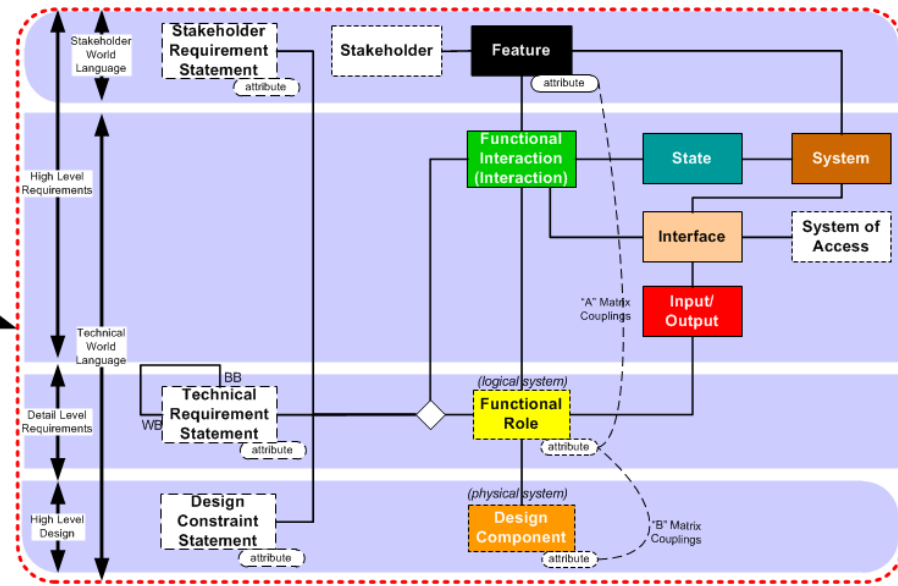 Stakeholder
World
Language
Stakeholder
Requirement
Statement
attribute
Stakeholder
Feature
attribute
High Level
Requirements
Functional
Interaction
(Interaction)
State
System
Interface
System of
Access
"A" Matrix
Couplings
Input/
Output
Technical
World
Language
Detail Level
Requirements
BB
WB
Technical
Requirement
Statement
attribute
(logical system)
Functional
Role
attribute
High Level
Design
Design
Constraint
Statement
attribute
(physical system)
Design
Component
attribute
"B" Matrix
Couplings